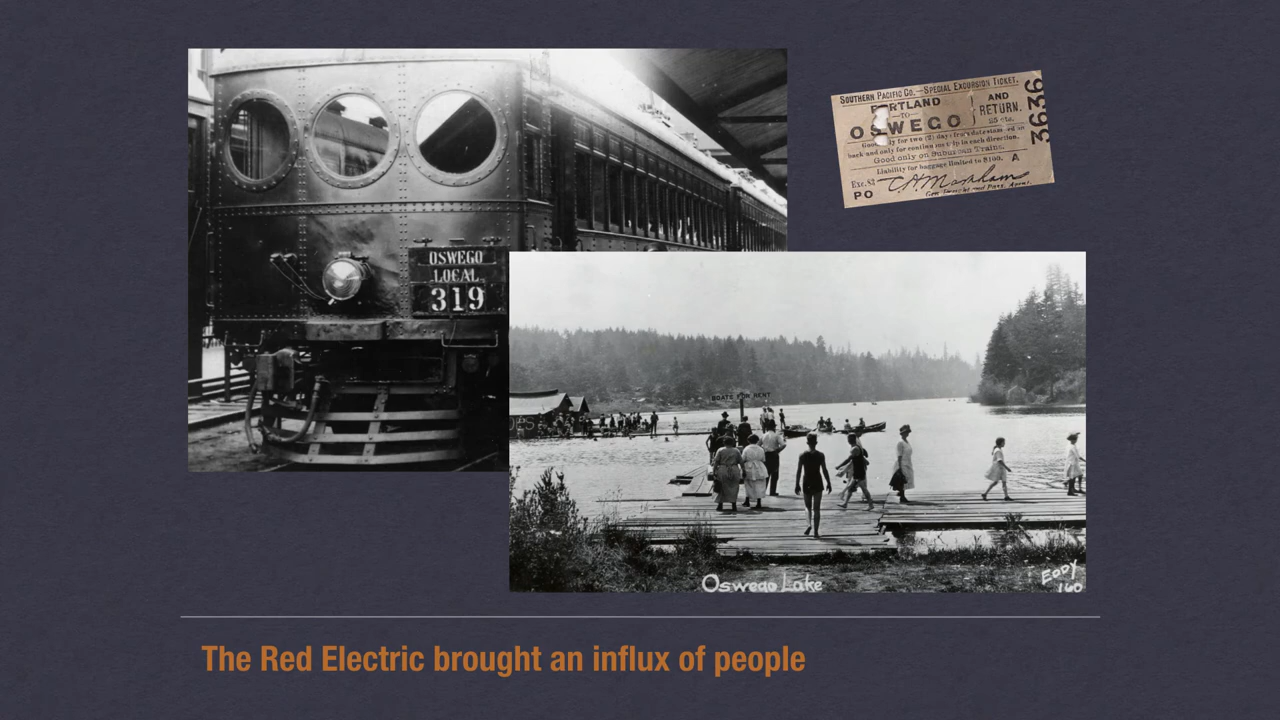 OSWEGO
LOCAL
319
SOUTHERN PACIFIC CO.—SPECIAL EXCURSION TICKET.
—TO—
AND
RETURN.
25 cts.
3636
Good only on Suburban Trains.
Liability for baggage limited to $100. A
PO
BOATS FOR RENT
Oswego Lake
EDDY
160
The Red Electric brought an influx of people